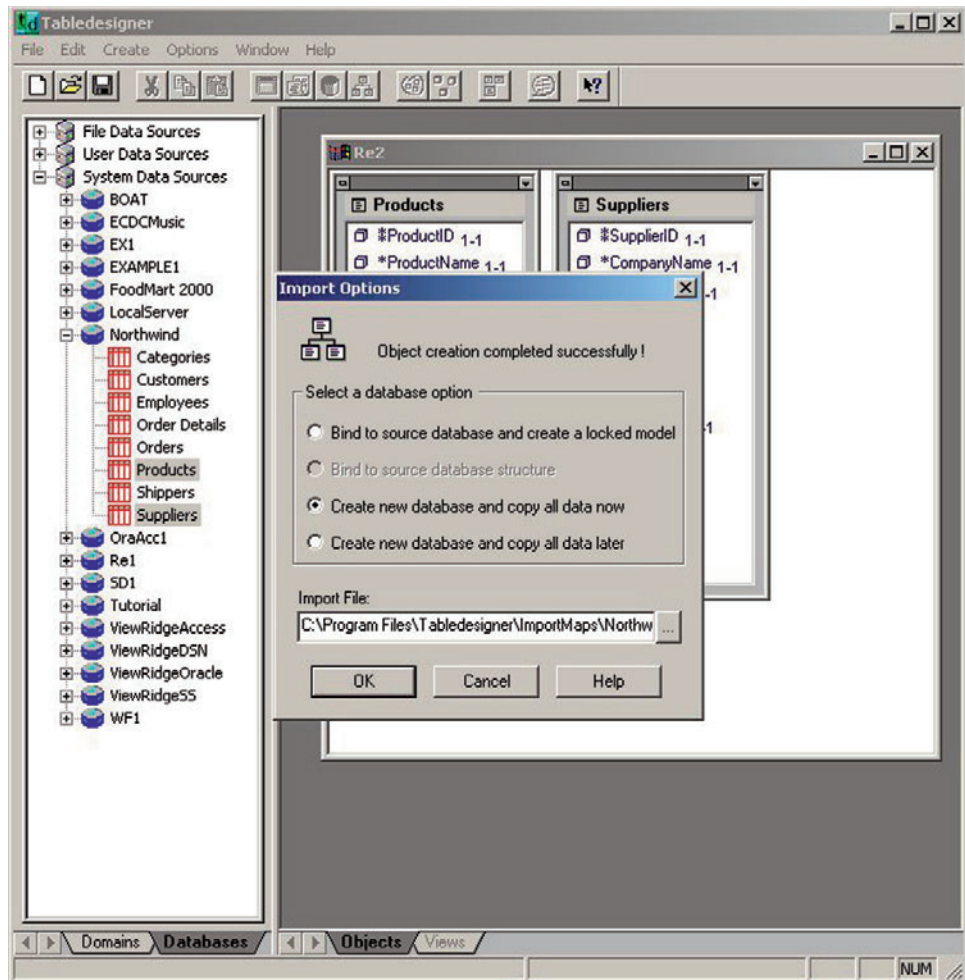 td Tabledesigner
File Edit Create Options Window Help
File Data Sources
User Data Sources
System Data Sources
BOAT
ECDCMusic
EX1
EXAMPLE1
FoodMart 2000
LocalServer
Northwind
Categories
Customers
Employees
Order Details
Orders
Products
Shippers
Suppliers
OraAcc1
Re1
SD1
Tutorial
ViewRidgeAccess
ViewRidgeDSN
ViewRidgeOracle
ViewRidgeSS
WF1
Domains Databases
Re2
Products
‡ProductID 1-1
*ProductName 1-1
Suppliers
‡SupplierID 1-1
*CompanyName 1-1
-1
.1
Import Options
Object creation completed successfully !
Select a database option
Bind to source database and create a locked model
Bind to source database structure
Create new database and copy all data now
Create new database and copy all data later
Import File:
C:\Program Files\Tabledesigner\ImportMaps\Northw ...
OK Cancel Help
Objects Views
NUM